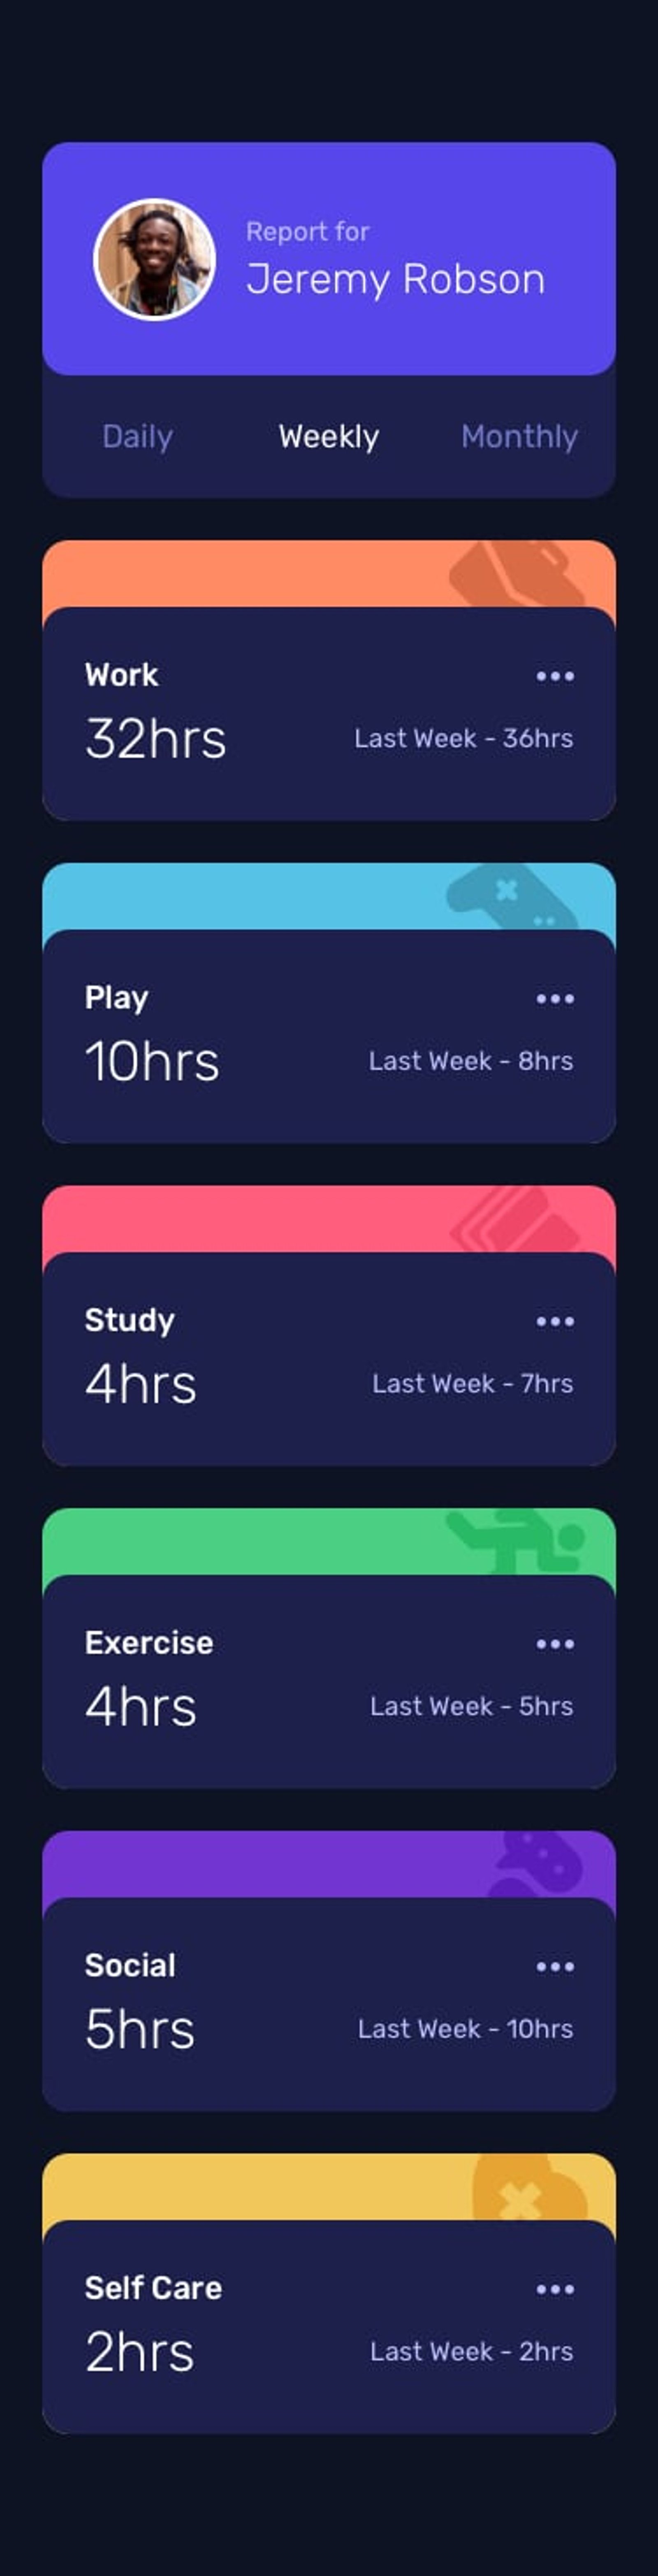 Report for
Jeremy Robson
Daily Weekly Monthly
Work
32hrs Last Week - 36hrs
Play
10hrs Last Week - 8hrs
Study
4hrs Last Week - 7hrs
Exercise
4hrs Last Week - 5hrs
Social
5hrs Last Week - 10hrs
Self Care
2hrs Last Week - 2hrs